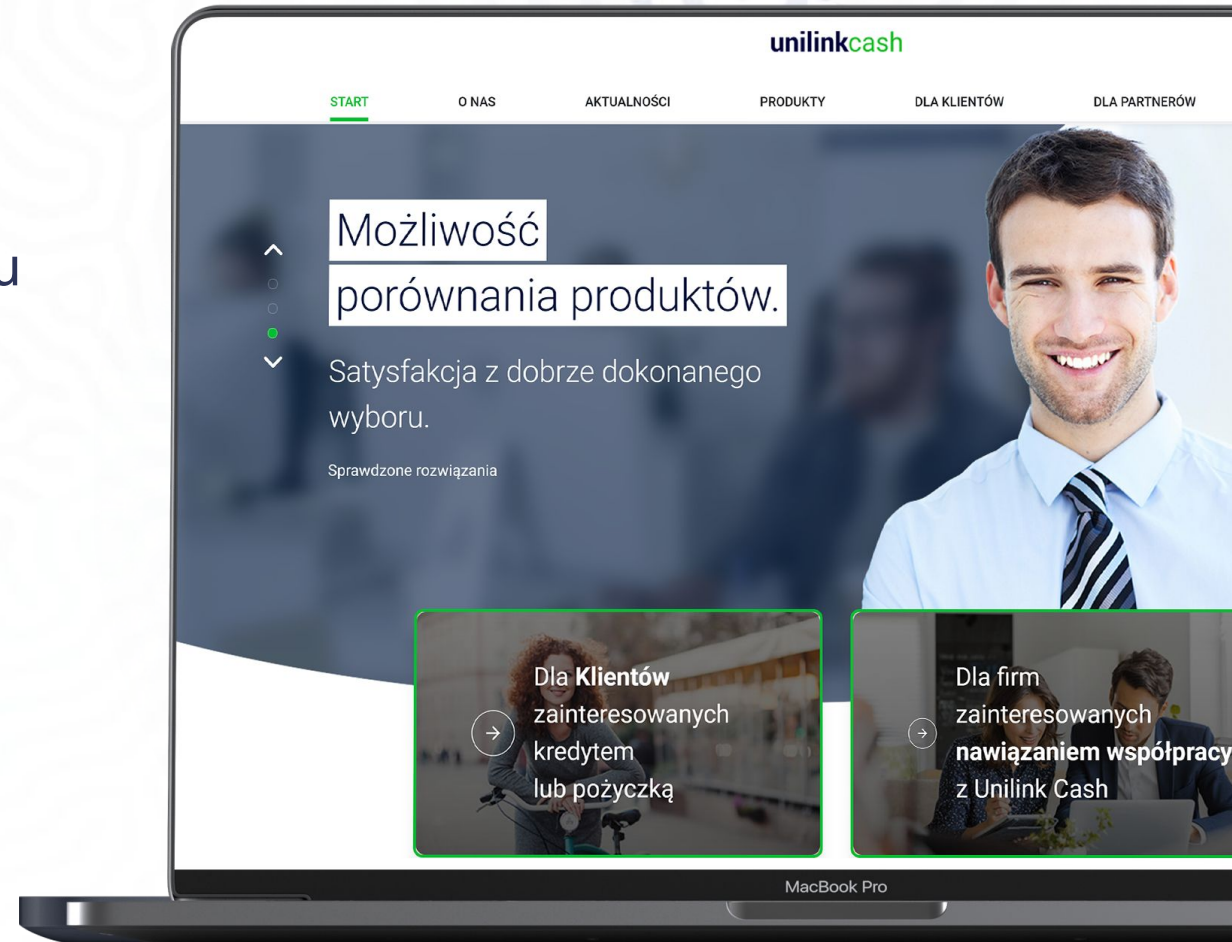 unilinkcash
START O NAS AKTUALNOŚCI PRODUKTY DLA KLIENTÓW DLA PARTNERÓW
Możliwość
porównania produktów.
Satysfakcja z dobrze dokonanego
wyboru.
Sprawdzone rozwiązania
Dla Klientów
zainteresowanych
kredytem
lub pożyczką
Dla firm
zainteresowanych
nawiązaniem współpracy
z Unilink Cash
MacBook Pro